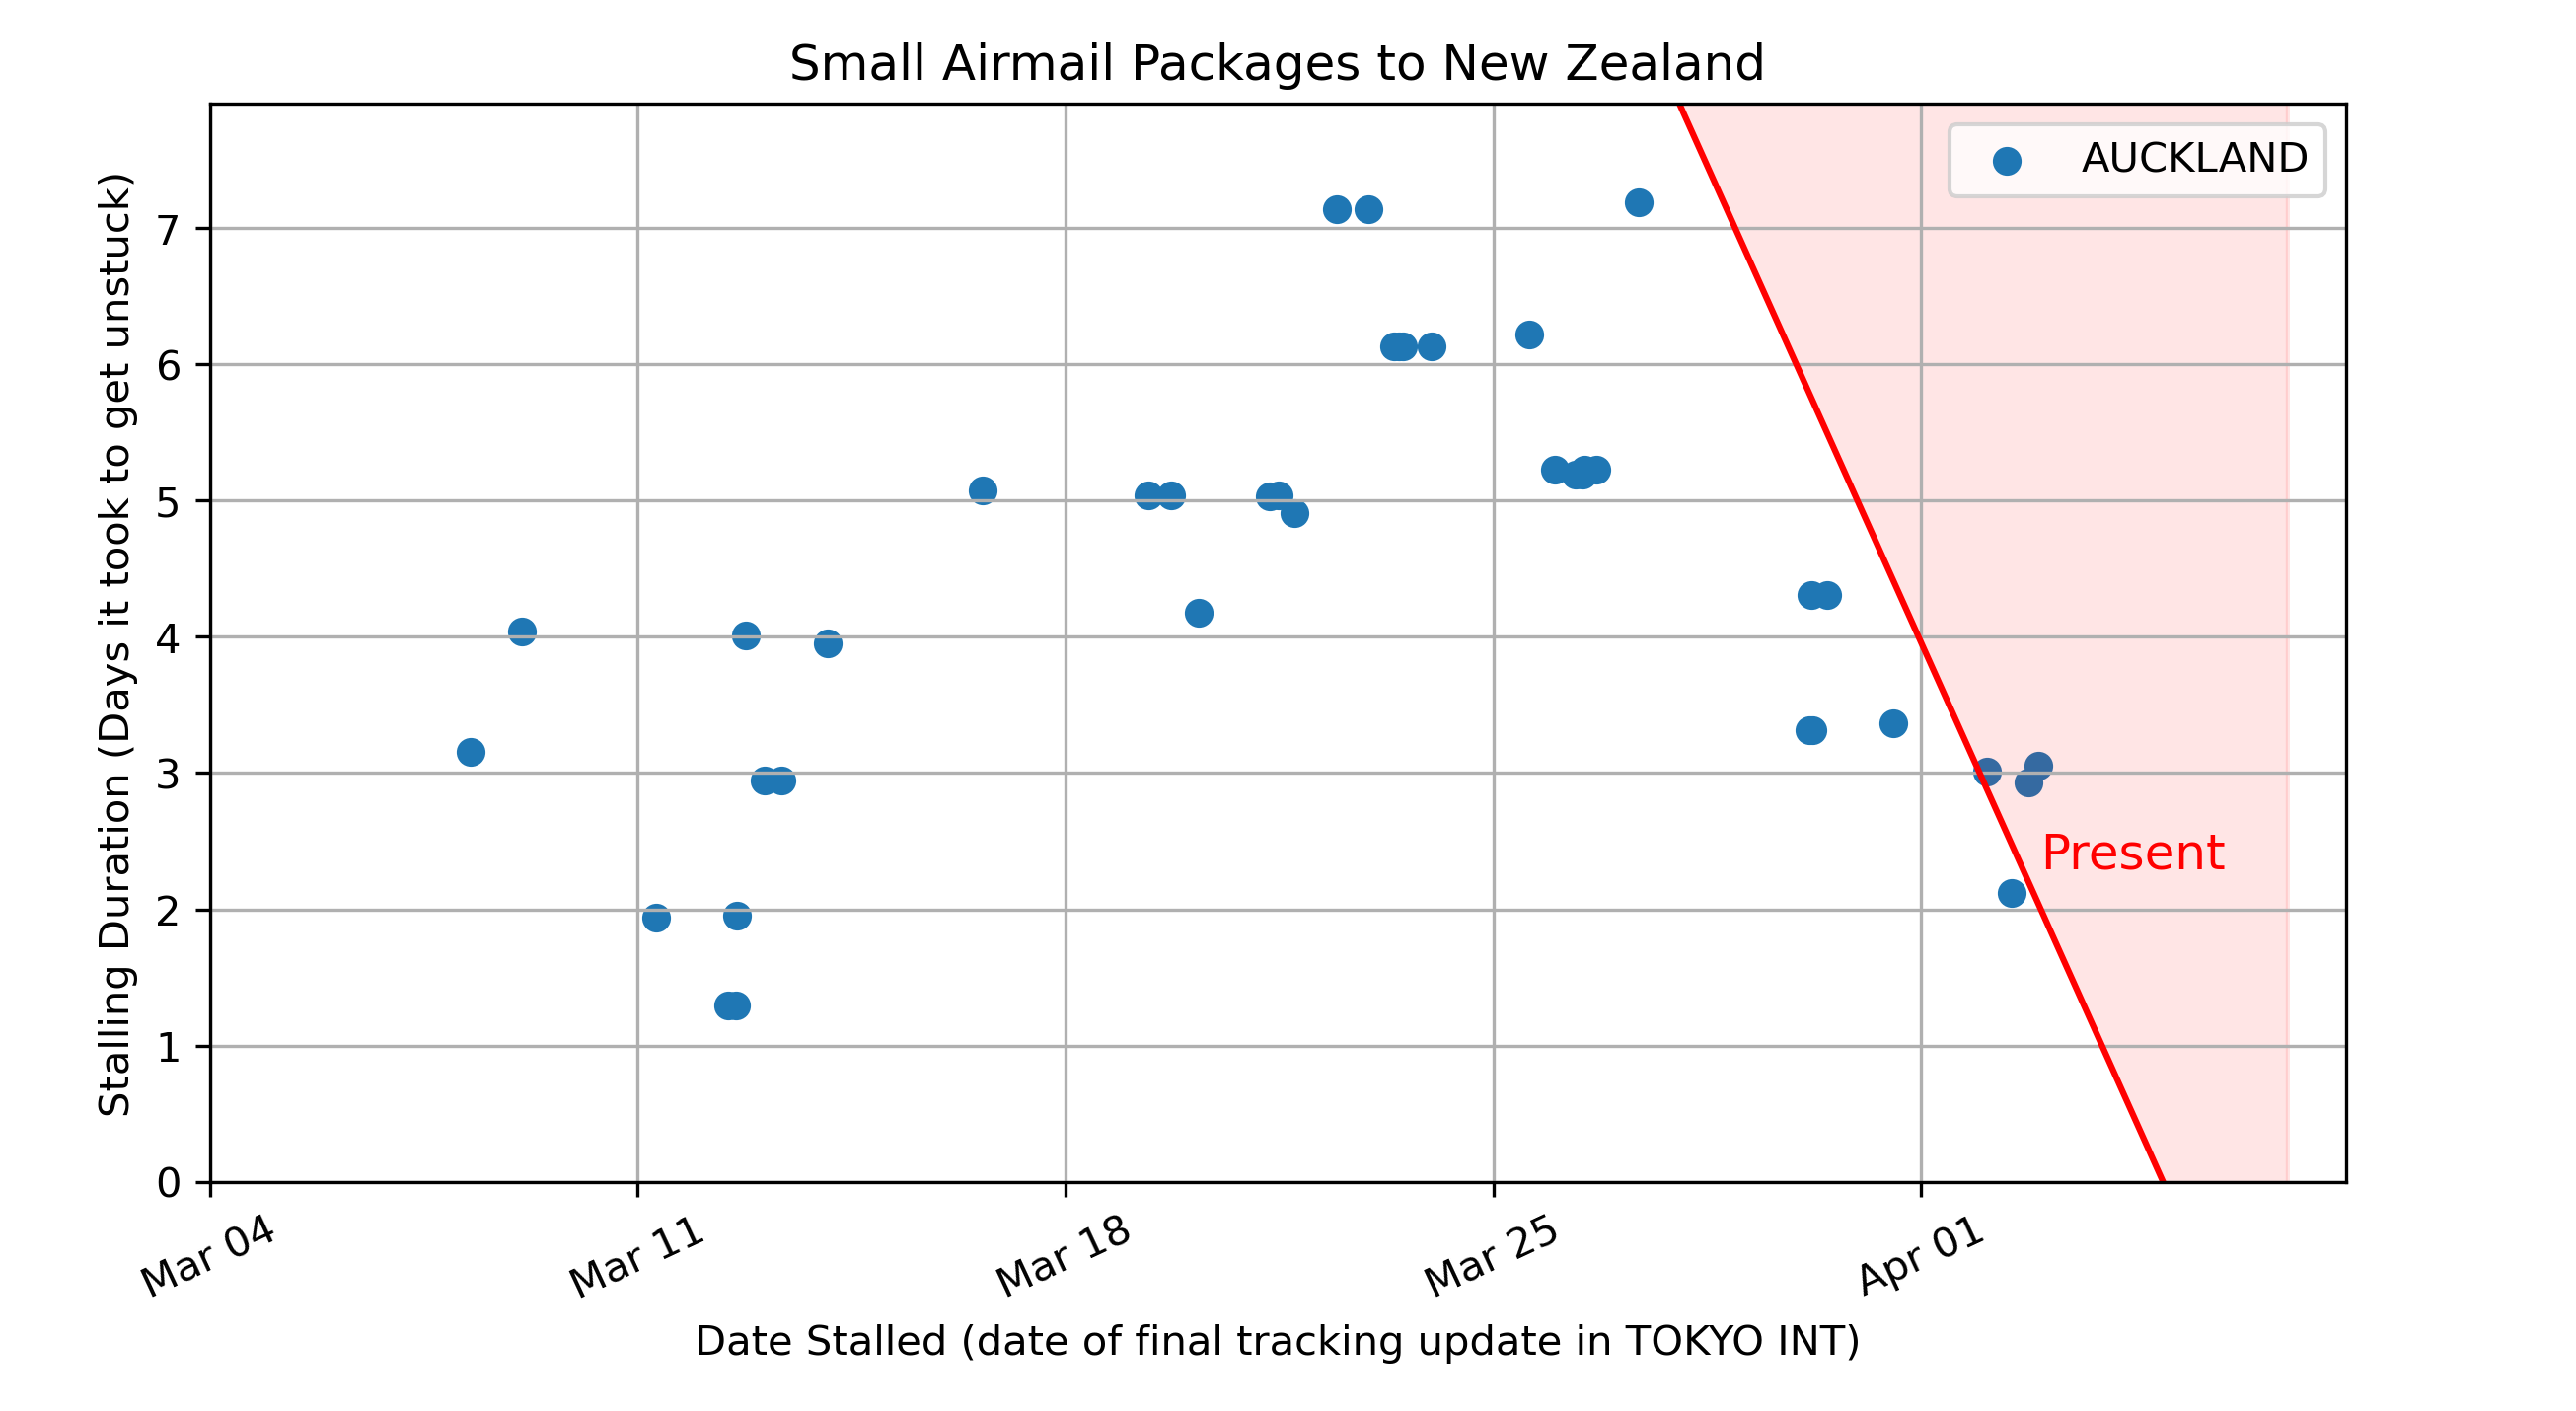 Small Airmail Packages to New Zealand
AUCKLAND
Stalling Duration (Days it took to get unstuck)
7
6
5
4
3
2
1
0
Present
Mar 04
Mar 11
Mar 18
Mar 25
Apr 01
Date Stalled (date of final tracking update in TOKYO INT)